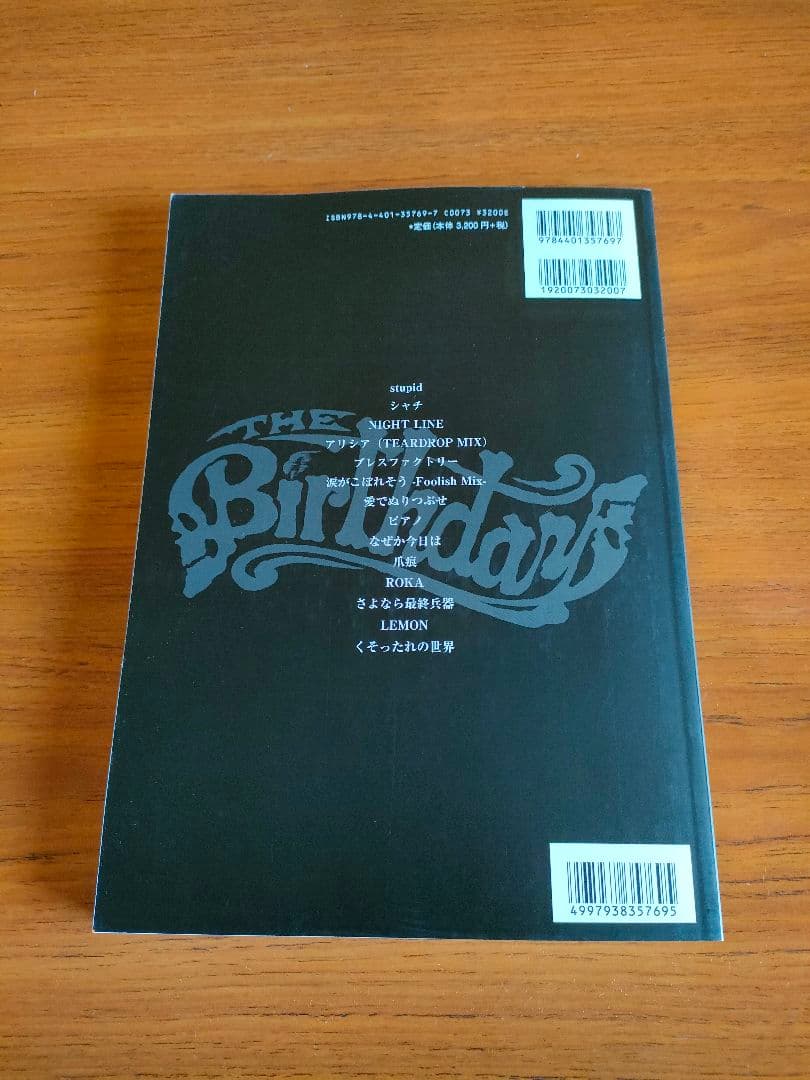 ISBN978-4-401-35769-7 C0073 ¥3200E
*定価(本体 3,200円+税)
9784401357697
1920073032007
stupid
シャチ
NIGHT LINE
アリシア（TEARDROP MIX）
プレスファクトリー
涙がこぼれそう -Foolish Mix-
愛でぬりつぶせ
ピアノ
なぜか今日は
爪痕
ROKA
さよなら最終兵器
LEMON
くそったれの世界
THE
Birthday
4997938357695